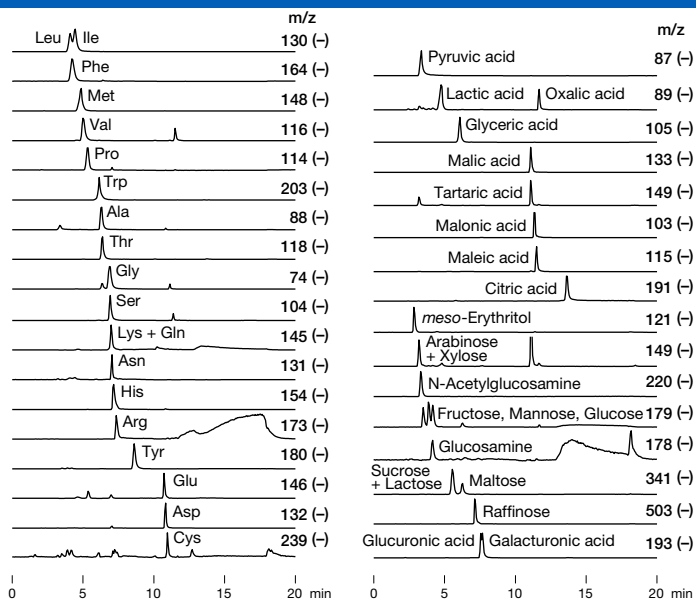 m/z
Leu Ile 130 (–)
Phe 164 (–)
Met 148 (–)
Val 116 (–)
Pro 114 (–)
Trp 203 (–)
Ala 88 (–)
Thr 118 (–)
Gly 74 (–)
Ser 104 (–)
Lys + Gln 145 (–)
Asn 131 (–)
His 154 (–)
Arg 173 (–)
Tyr 180 (–)
Glu 146 (–)
Asp 132 (–)
Cys 239 (–)
0 5 10 15 20 min
m/z
Pyruvic acid 87 (–)
Lactic acid Oxalic acid 89 (–)
Glyceric acid 105 (–)
Malic acid 133 (–)
Tartaric acid 149 (–)
Malonic acid 103 (–)
Maleic acid 115 (–)
Citric acid 191 (–)
meso-Erythritol 121 (–)
Arabinose
+ Xylose 149 (–)
N-Acetylglucosamine 220 (–)
Fructose, Mannose, Glucose 179 (–)
Glucosamine 178 (–)
Sucrose
+ Lactose Maltose 341 (–)
Raffinose 503 (–)
Glucuronic acid Galacturonic acid 193 (–)
0 5 10 15 20 min